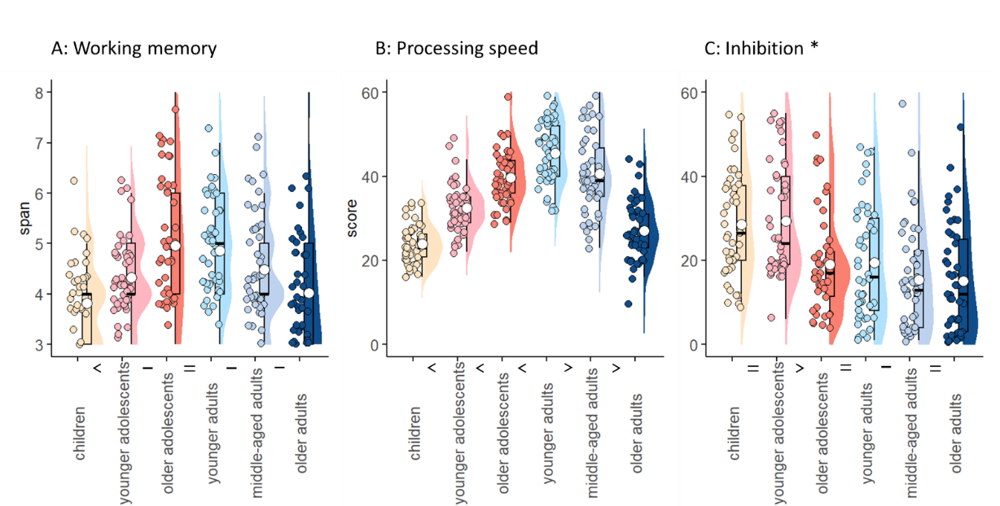 A: Working memory
span
8
7
6
5
4
3
< – = – –
children
younger adolescents
older adolescents
younger adults
middle-aged adults
older adults
B: Processing speed
score
60
40
20
0
< < < > >
children
younger adolescents
older adolescents
younger adults
middle-aged adults
older adults
C: Inhibition *
60
40
20
0
= > = – =
children
younger adolescents
older adolescents
younger adults
middle-aged adults
older adults